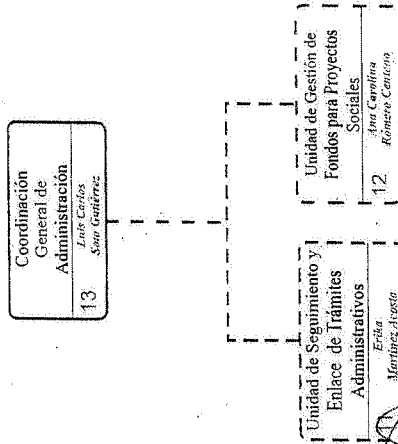 Coordinación
General de
Administración
13
Luis Carlos
Soto Gutiérrez
Unidad de Seguimiento y
Enlace de Trámites
Administrativos
Erika
Martínez Acosta
Unidad de Gestión de
Fondos para Proyectos
Sociales
12
Ana Carolina
Romero Centeno